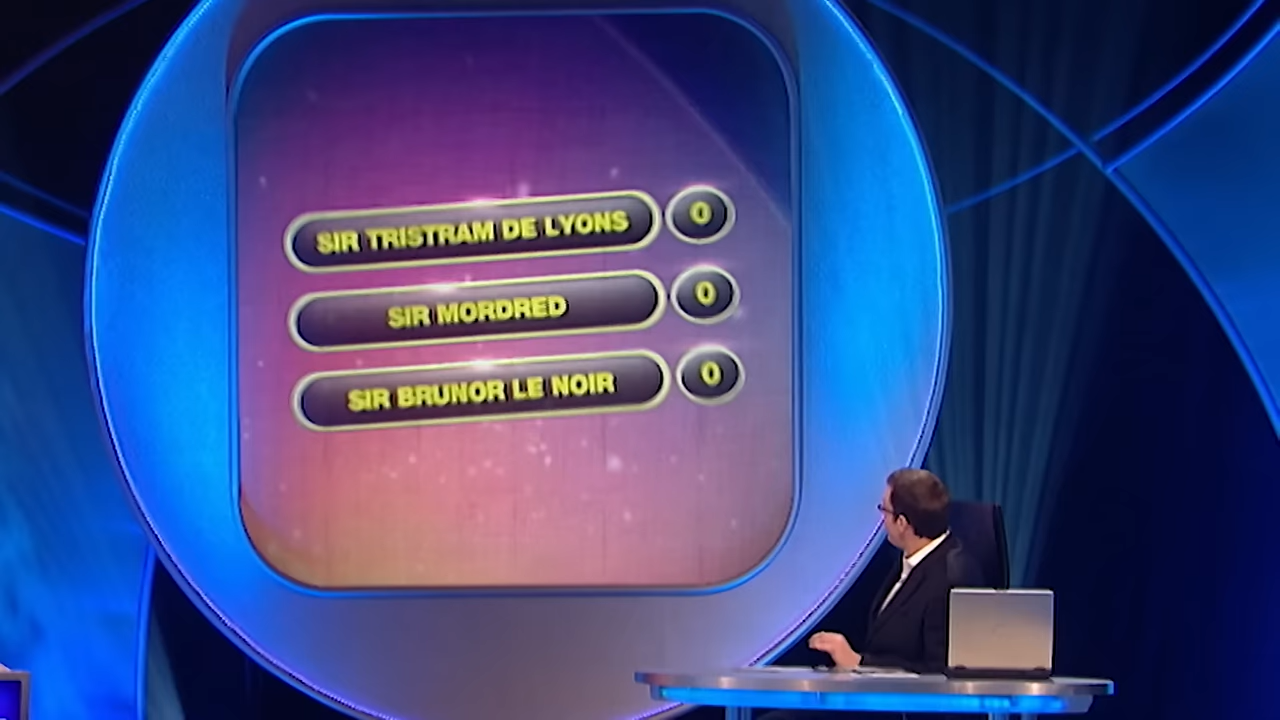 SIR TRISTRAM DE LYONS 0
SIR MORDRED 0
SIR BRUNOR LE NOIR 0